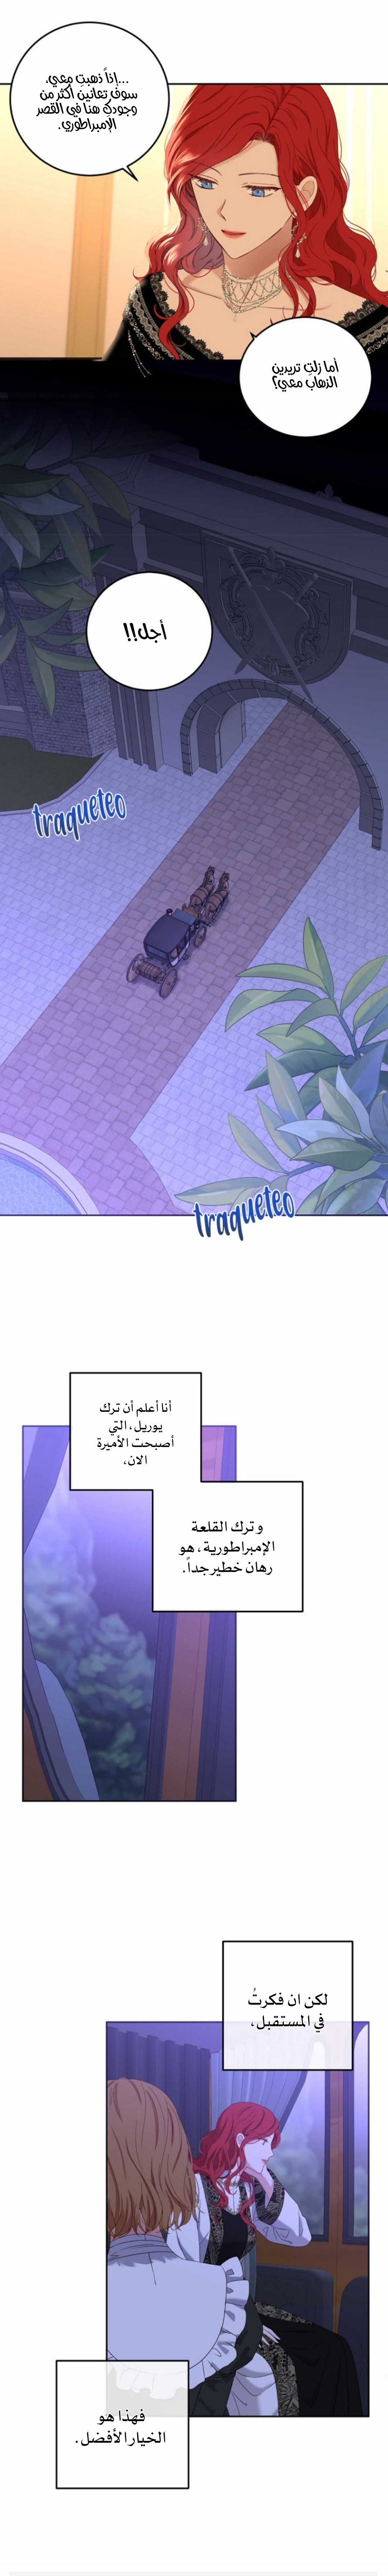 ...إذاً ذهبتِ معي،
سوف تعانين أكثر من
وجودك هنا في القصر
الإمبراطوري.
أما زلتِ تريدين
الذهاب معي؟
أجل!!
traqueteo
traqueteo
أنا أعلم أن ترك
يوريل، التي
أصبحت الأميرة
الان،
و ترك القلعة
الإمبراطورية، هو
رهان خطير جداً.
لكن ان فكرتُ
في المستقبل،
فهذا هو
الخيار الأفضل.